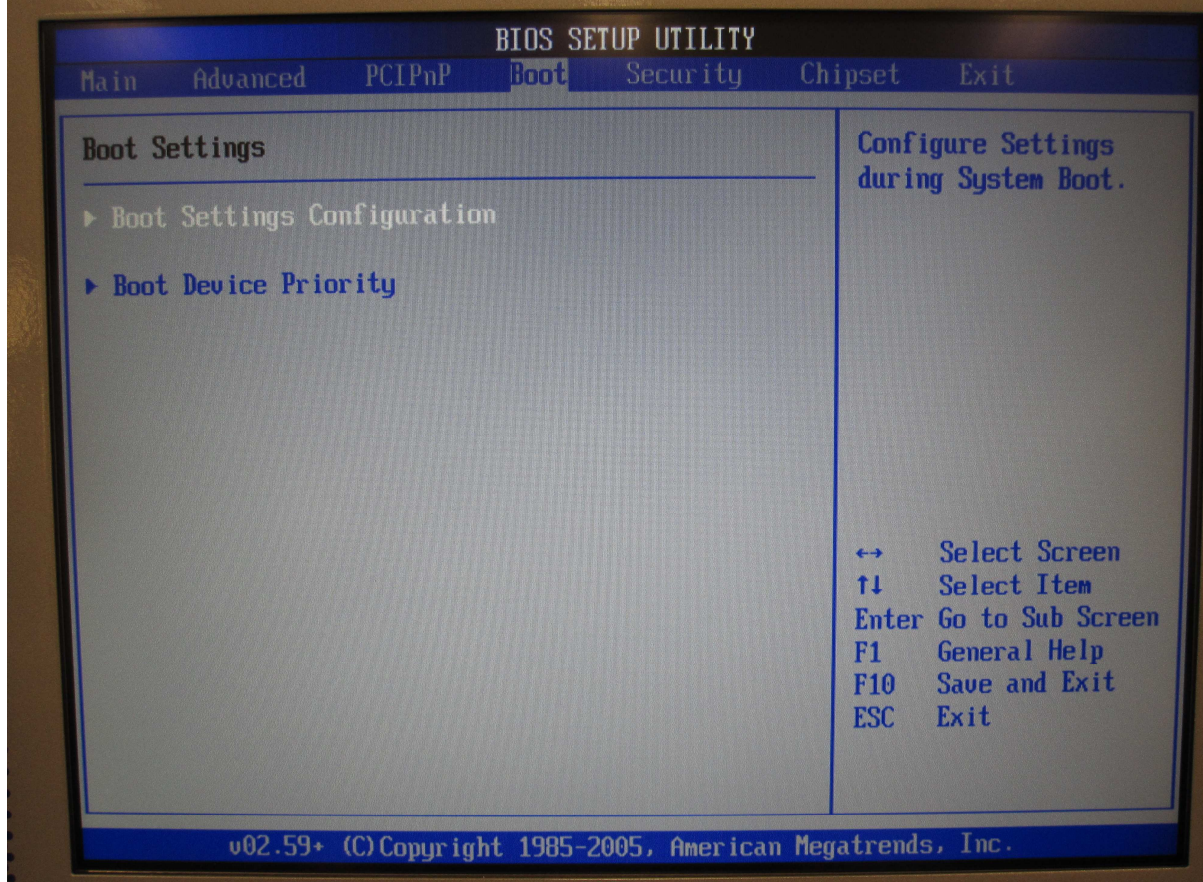 BIOS SETUP UTILITY
Main Advanced PCIPnP Boot Security Chipset Exit
Boot Settings
▶ Boot Settings Configuration
▶ Boot Device Priority
Configure Settings
during System Boot.
↔ Select Screen
↑↓ Select Item
Enter Go to Sub Screen
F1 General Help
F10 Save and Exit
ESC Exit
v02.59+ (C)Copyright 1985-2005, American Megatrends, Inc.